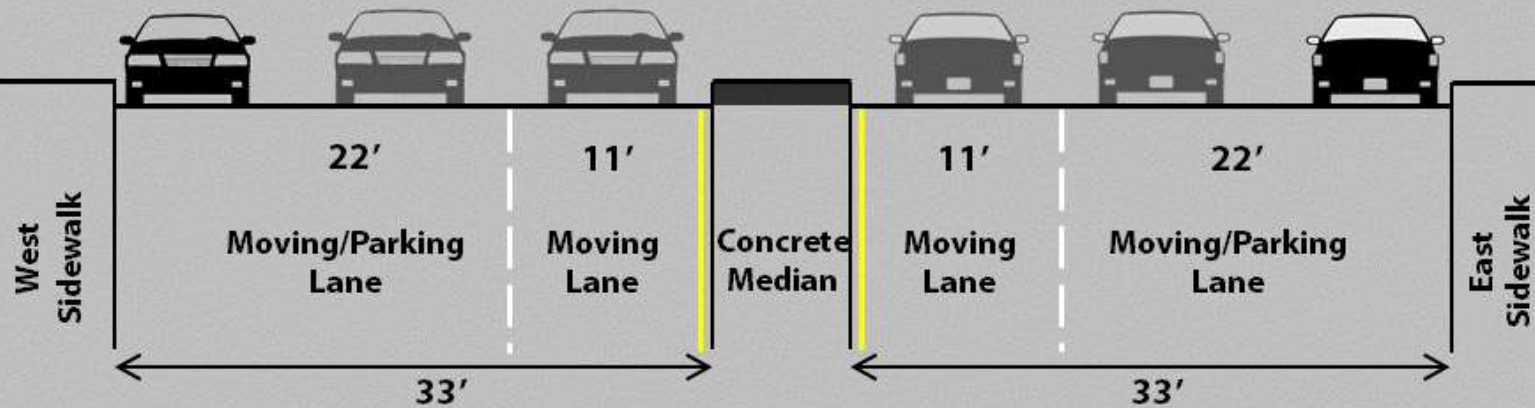 West
Sidewalk
22'
Moving/Parking
Lane
11'
Moving
Lane
Concrete
Median
11'
Moving
Lane
22'
Moving/Parking
Lane
East
Sidewalk
33'
33'